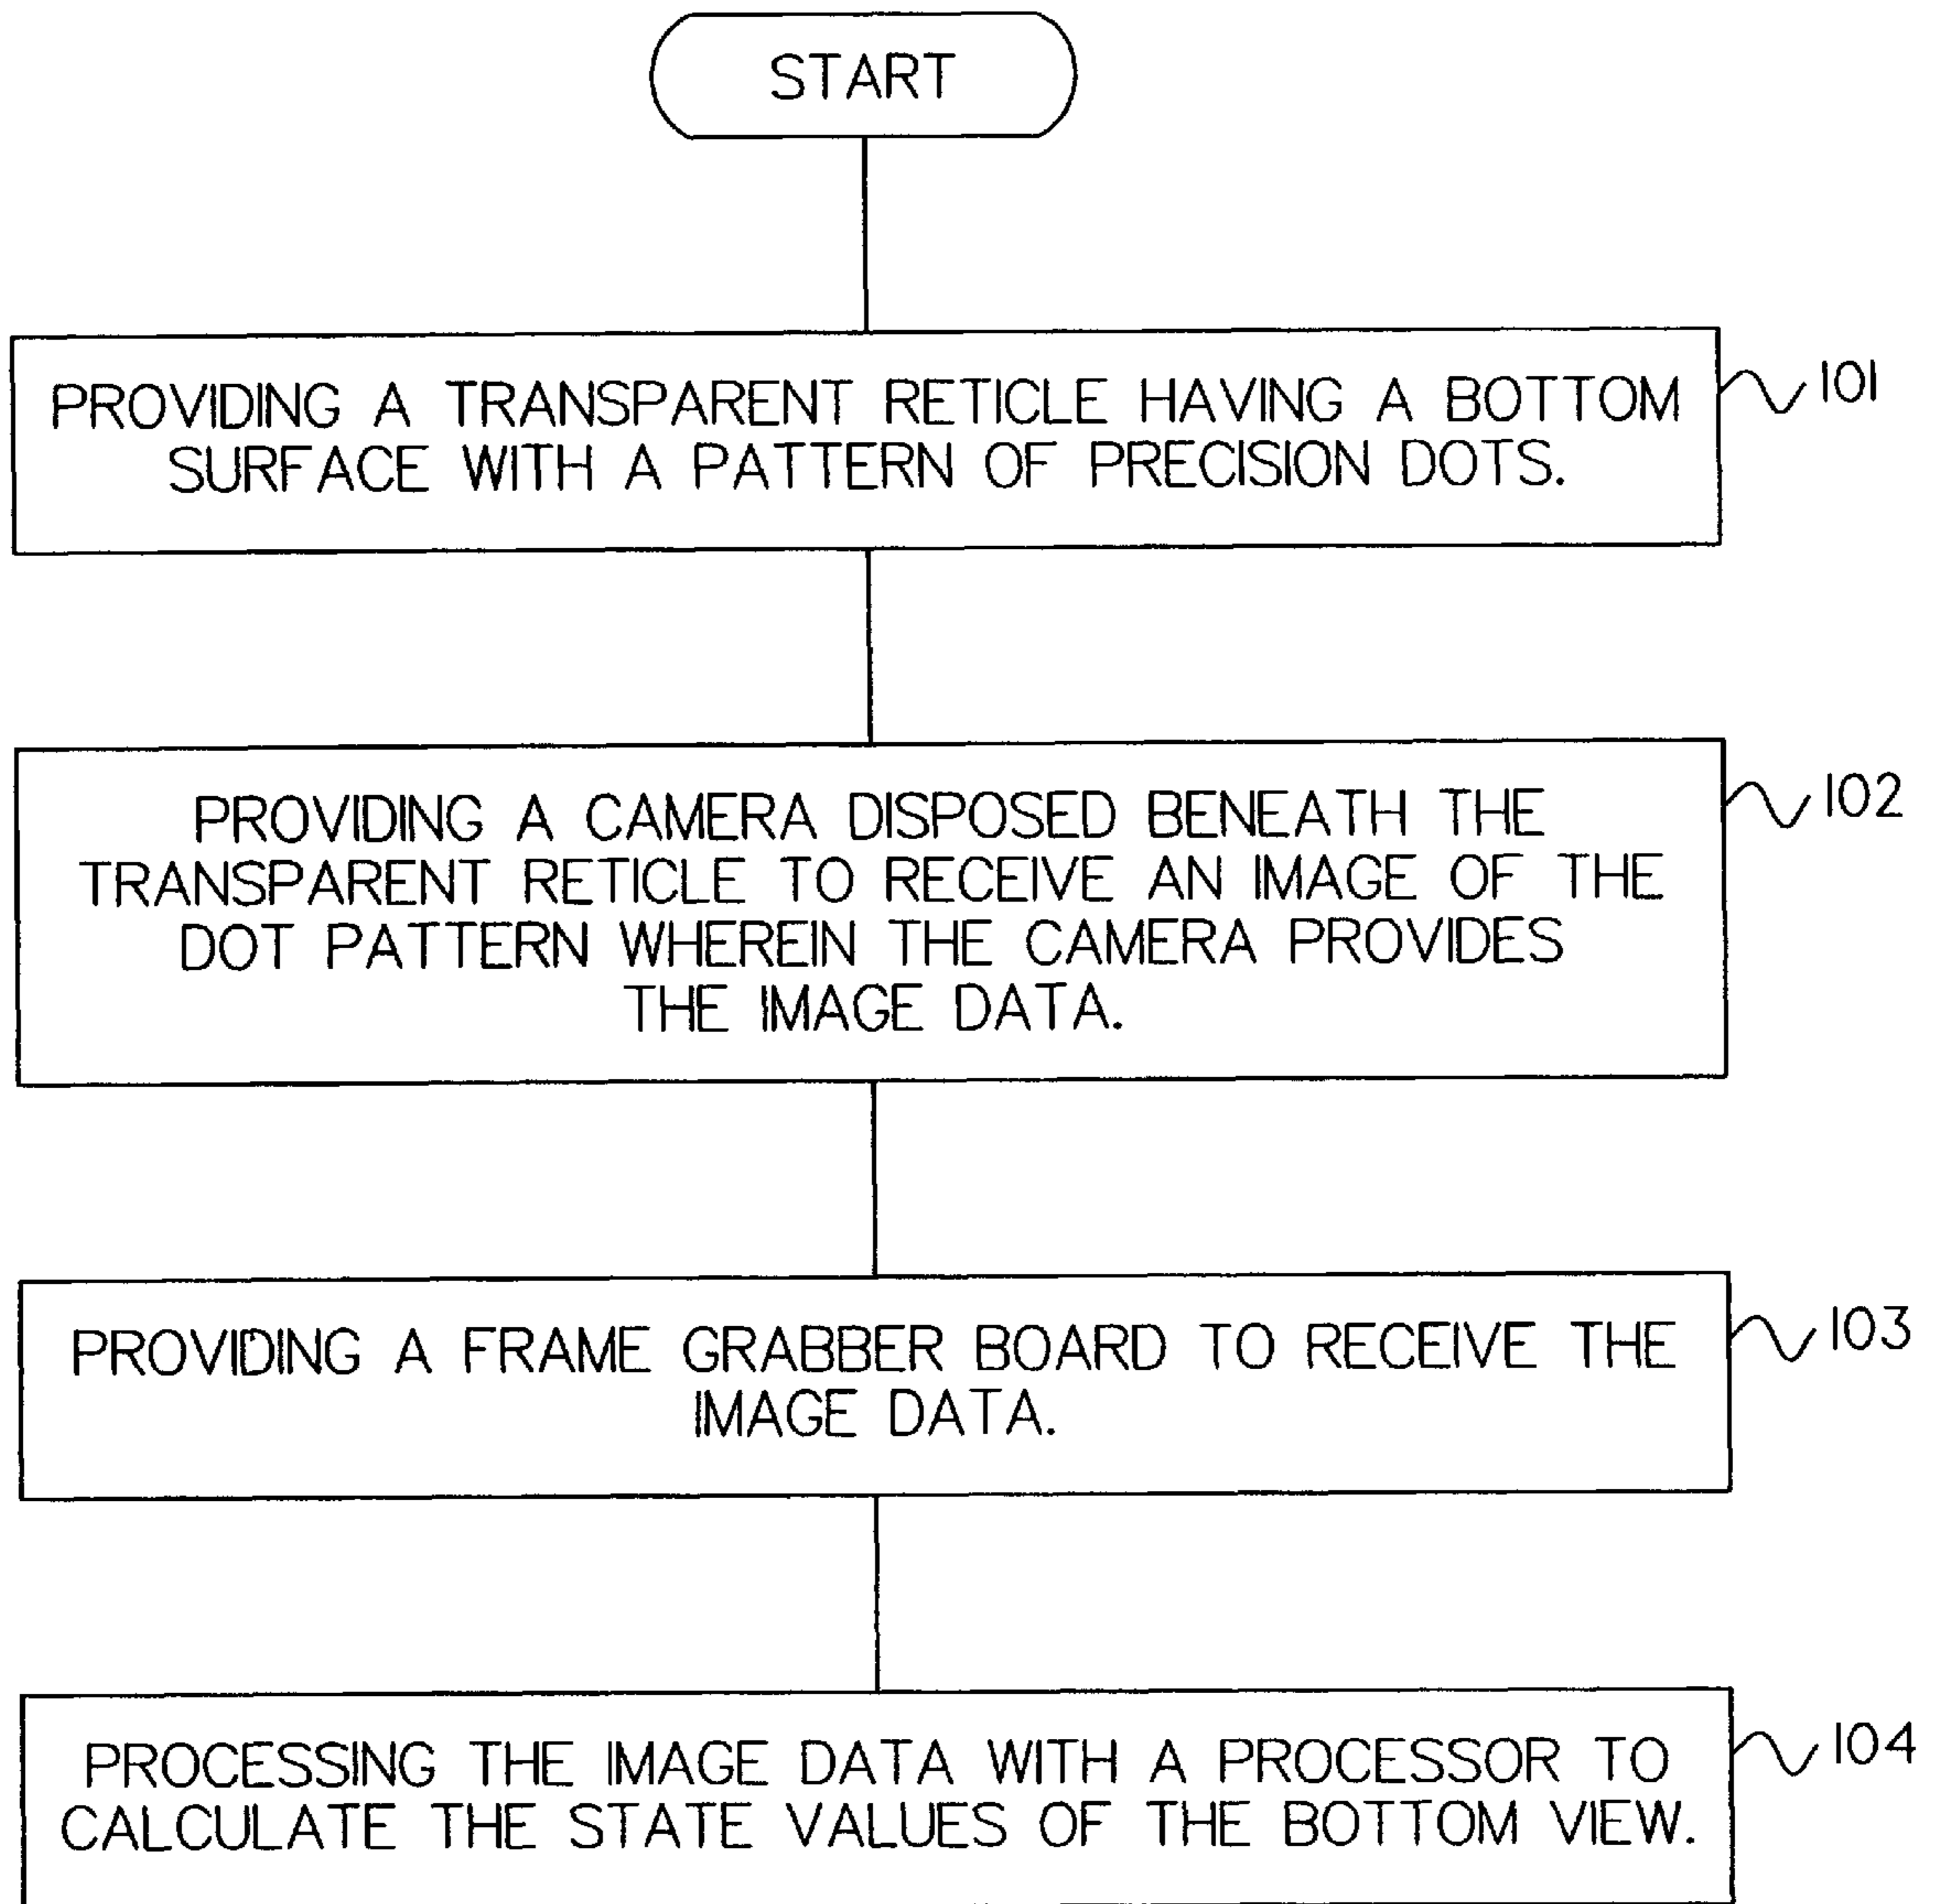 START
PROVIDING A TRANSPARENT RETICLE HAVING A BOTTOM
SURFACE WITH A PATTERN OF PRECISION DOTS.
101
PROVIDING A CAMERA DISPOSED BENEATH THE
TRANSPARENT RETICLE TO RECEIVE AN IMAGE OF THE
DOT PATTERN WHEREIN THE CAMERA PROVIDES
THE IMAGE DATA.
102
PROVIDING A FRAME GRABBER BOARD TO RECEIVE THE
IMAGE DATA.
103
PROCESSING THE IMAGE DATA WITH A PROCESSOR TO
CALCULATE THE STATE VALUES OF THE BOTTOM VIEW.
104